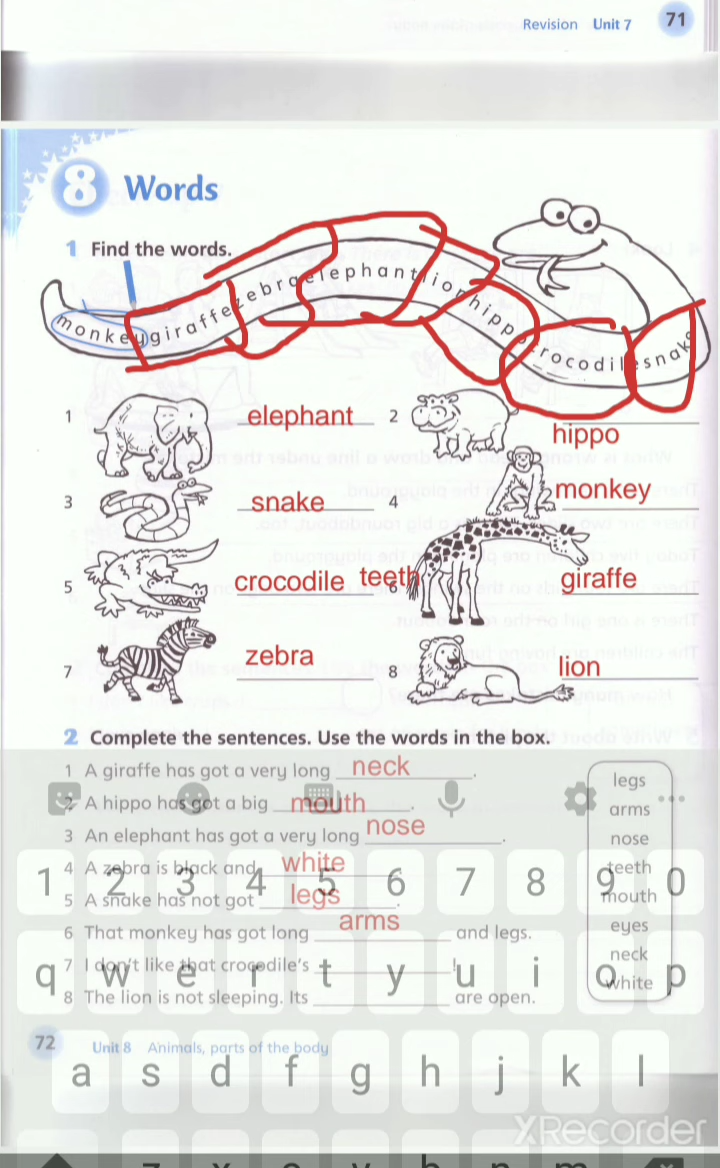 Revision Unit 7 71
8 Words
1 Find the words.
monkeygiraffezebraelephantlionhippocrocodilesnake
1 elephant 2 hippo
3 snake 4 monkey
5 crocodile teeth 6 giraffe
7 zebra 8 lion
2 Complete the sentences. Use the words in the box.
1 A giraffe has got a very long neck.
2 A hippo has got a big mouth.
3 An elephant has got a very long nose.
4 A zebra is black and white
5 A snake has not got legs.
6 That monkey has got long arms and legs.
7 I don't like that crocodile's !
8 The lion is not sleeping. Its are open.
legs
arms
nose
teeth
mouth
eyes
neck
white
1 2 3 4 5 6 7 8 9 0
q w e r t y u i o p
72 Unit 8 Animals, parts of the body
a s d f g h j k l
XRecorder